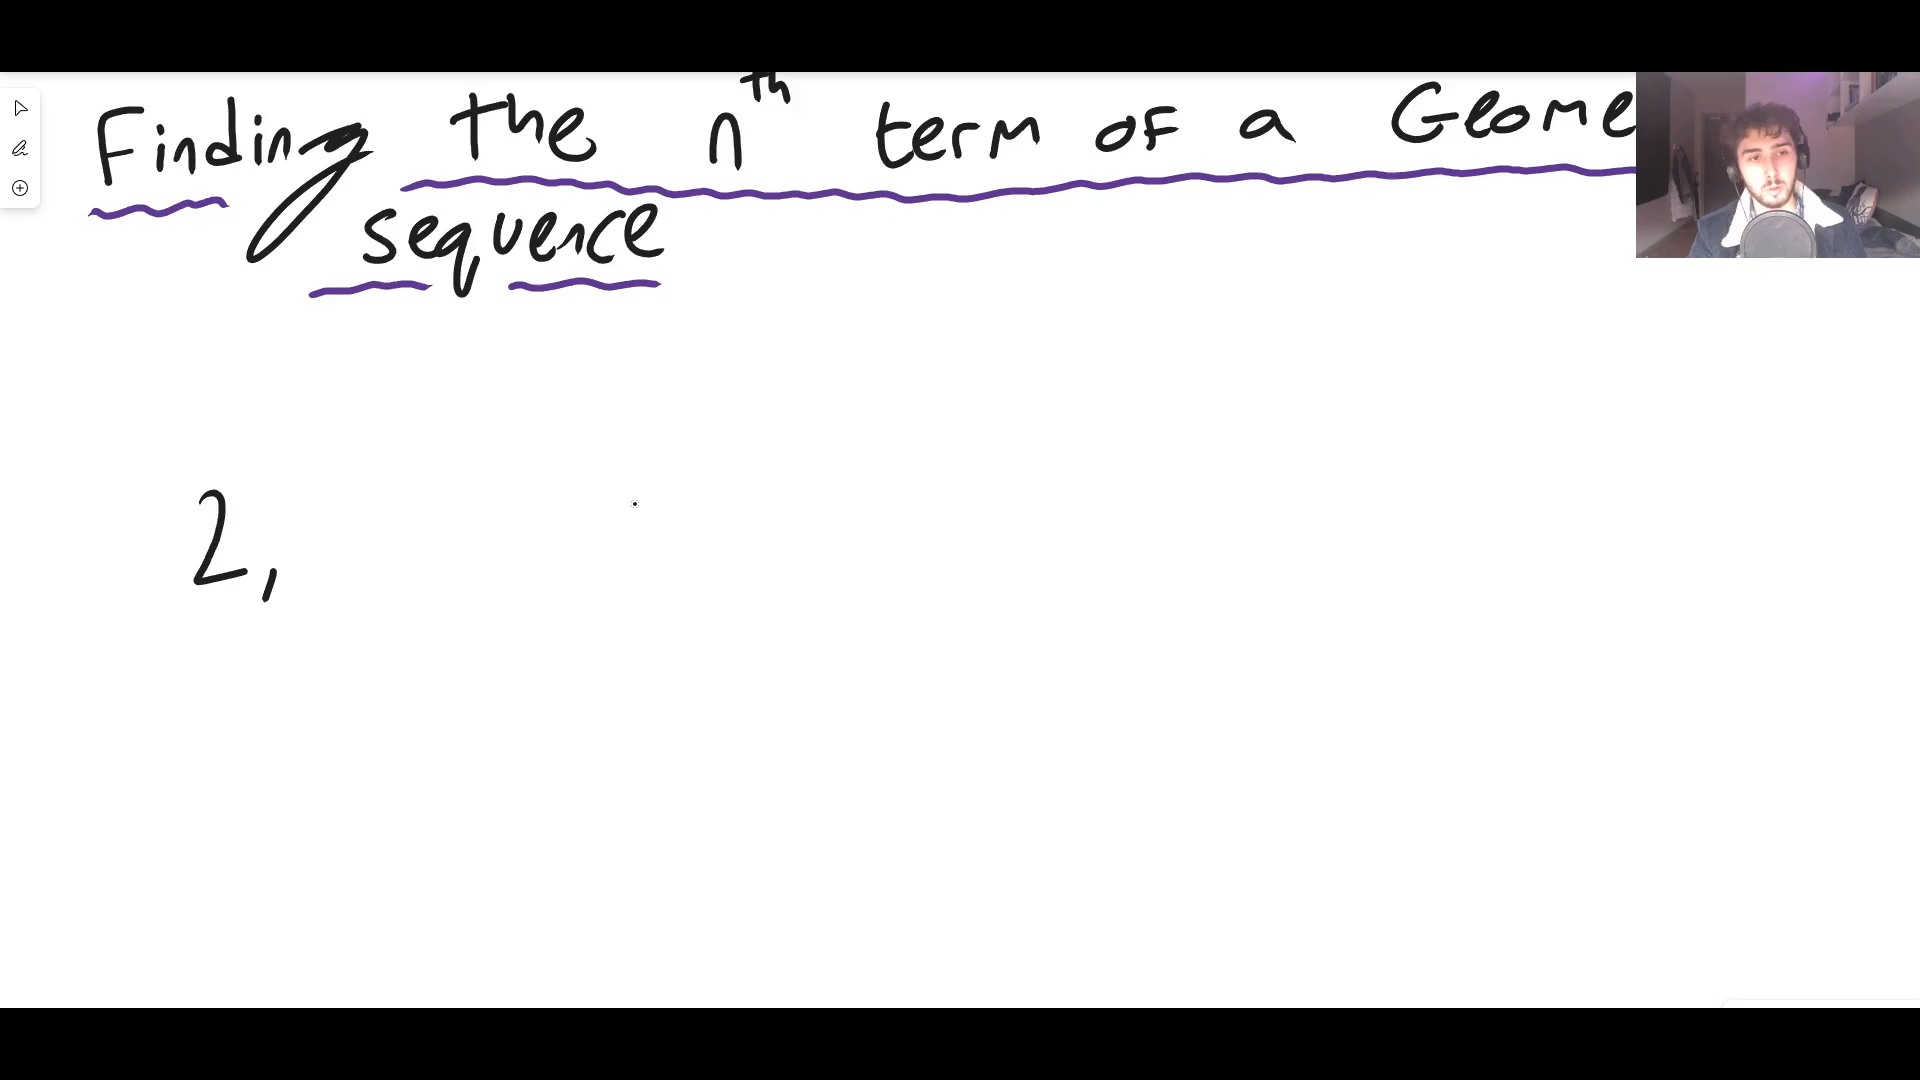 Finding the nth term of a Geome
sequence
2,